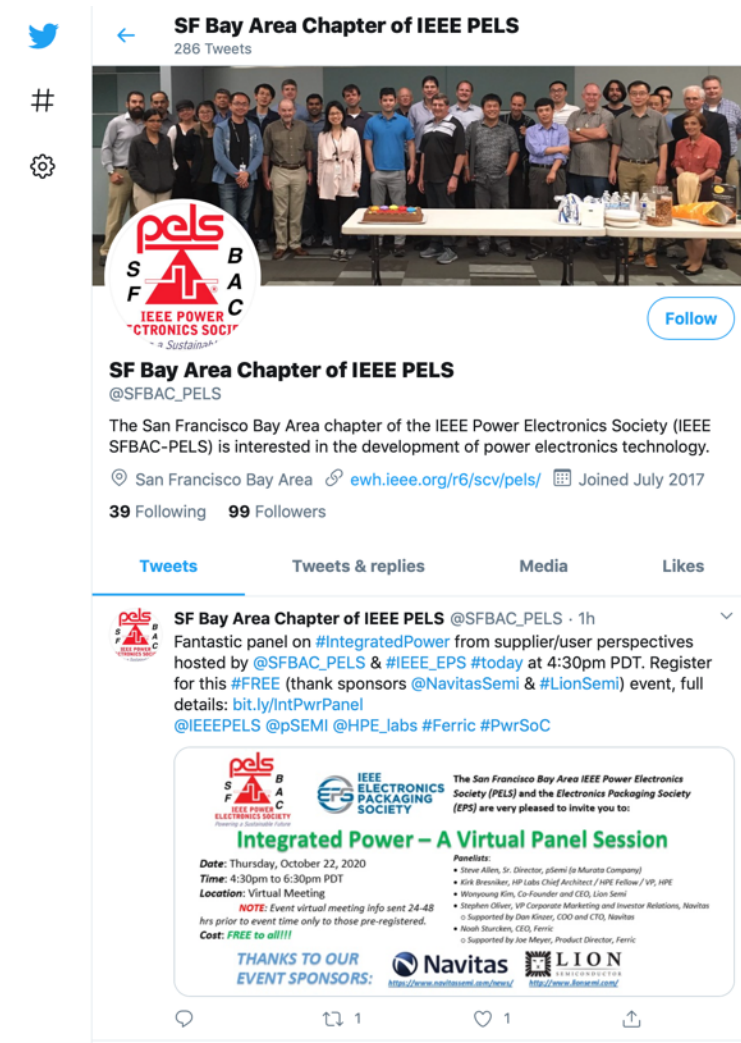 SF Bay Area Chapter of IEEE PELS
286 Tweets
pels
S
F
B
A
C
IEEE POWER
Follow
SF Bay Area Chapter of IEEE PELS
@SFBAC_PELS
The San Francisco Bay Area chapter of the IEEE Power Electronics Society (IEEE
SFBAC-PELS) is interested in the development of power electronics technology.
San Francisco Bay Area ewh.ieee.org/r6/scv/pels/ Joined July 2017
39 Following 99 Followers
Tweets Tweets & replies Media Likes
SF Bay Area Chapter of IEEE PELS @SFBAC_PELS · 1h
Fantastic panel on #IntegratedPower from supplier/user perspectives
hosted by @SFBAC_PELS & #IEEE_EPS #today at 4:30pm PDT. Register
for this #FREE (thank sponsors @NavitasSemi & #LionSemi) event, full
details: bit.ly/IntPwrPanel
@IEEEPELS @pSEMI @HPE_labs #Ferric #PwrSoC
pels
S
F
B
A
C
IEEE POWER
ELECTRONICS SOCIETY
Powering a Sustainable Future
EPS
IEEE
ELECTRONICS
PACKAGING
SOCIETY
The San Francisco Bay Area IEEE Power Electronics
Society (PELS) and the Electronics Packaging Society
(EPS) are very pleased to invite you to:
Integrated Power – A Virtual Panel Session
Date: Thursday, October 22, 2020
Time: 4:30pm to 6:30pm PDT
Location: Virtual Meeting
NOTE: Event virtual meeting info sent 24-48
hrs prior to event time only to those pre-registered.
Cost: FREE to all!!!
Panelists:
• Steve Allen, Sr. Director, pSemi (a Murata Company)
• Kirk Bresniker, HP Labs Chief Architect / HPE Fellow / VP, HPE
• Wonyoung Kim, Co-Founder and CEO, Lion Semi
• Stephen Oliver, VP Corporate Marketing and Investor Relations, Navitas
o Supported by Dan Kinzer, COO and CTO, Navitas
• Noah Sturcken, CEO, Ferric
o Supported by Joe Meyer, Product Director, Ferric
THANKS TO OUR
EVENT SPONSORS:
Navitas
https://www.navitassemi.com/news/
LION
SEMICONDUCTOR
http://www.lionsemi.com/
1 1